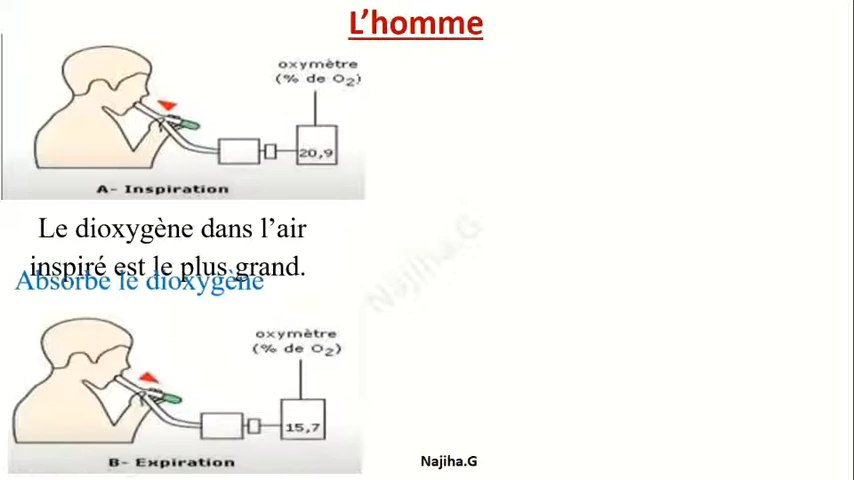 L'homme
oxymètre
(% de O₂)
20,9
A- Inspiration
Le dioxygène dans l'air
inspiré est le plus grand.
Absorbe le dioxygène
Najiha.G
oxymètre
(% de O₂)
15,7
B- Expiration
Najiha.G